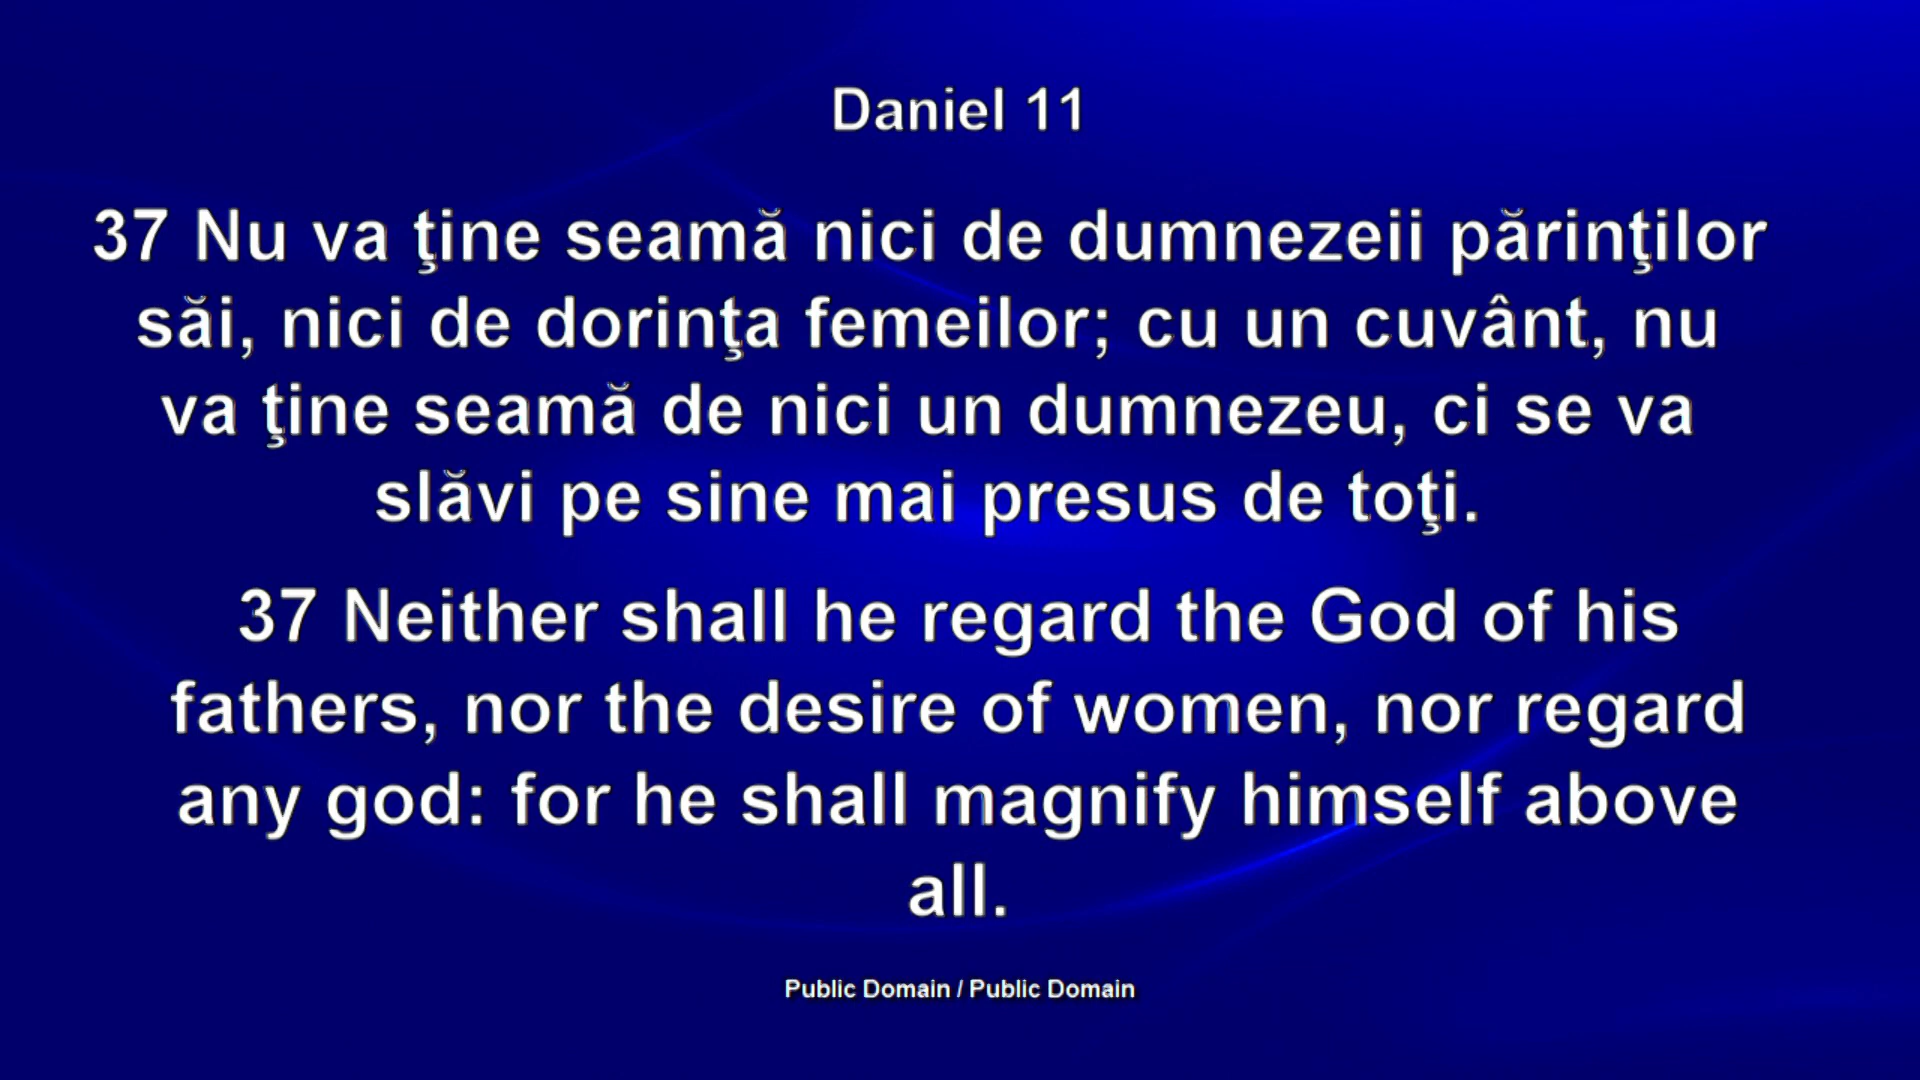 Daniel 11
37 Nu va ţine seamă nici de dumnezeii părinţilor
săi, nici de dorinţa femeilor; cu un cuvânt, nu
va ţine seamă de nici un dumnezeu, ci se va
slăvi pe sine mai presus de toţi.
37 Neither shall he regard the God of his
fathers, nor the desire of women, nor regard
any god: for he shall magnify himself above
all.
Public Domain / Public Domain